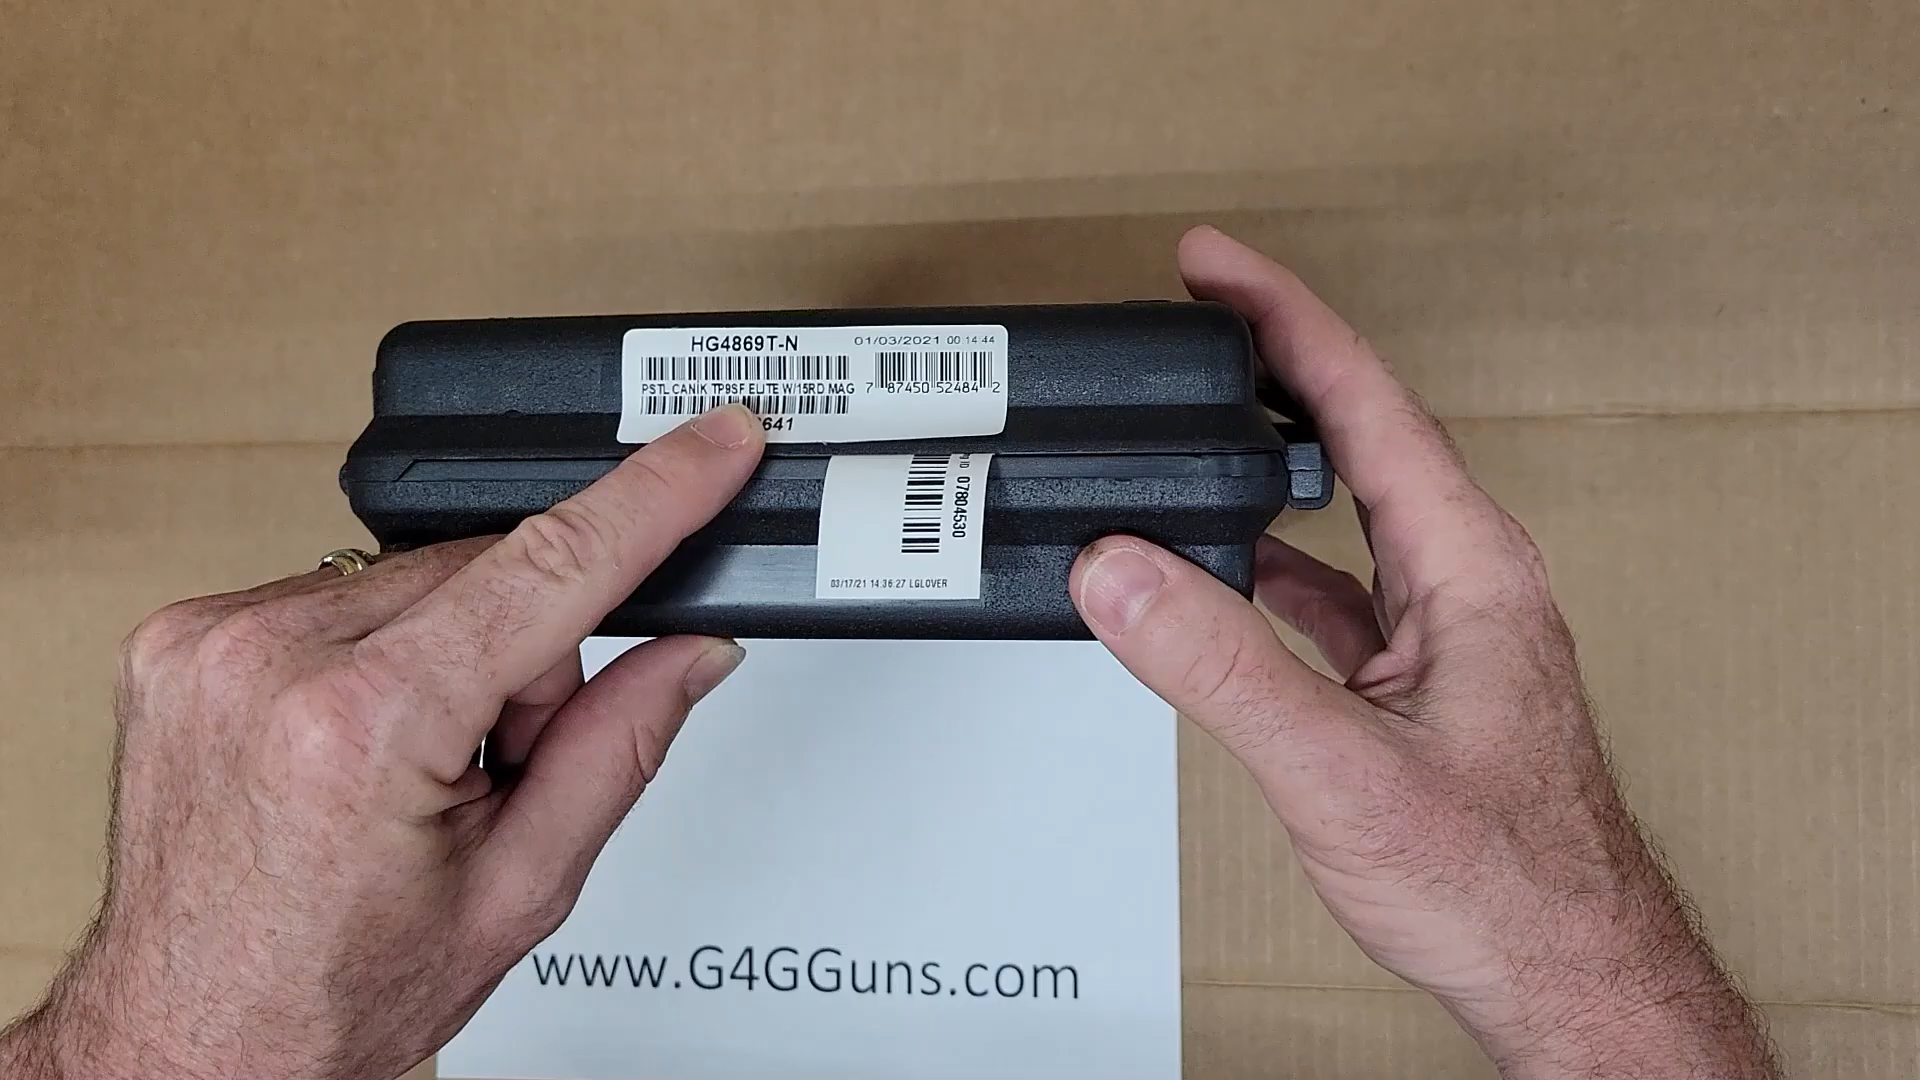 HG4869T-N
01/03/2021 00:14:44
PSTL CANIK TP9SF ELITE W/15RD MAG
7 87450 52484 2
641
ID 07804530
03/17/21 14:36:27 LGLOVER
www.G4GGuns.com